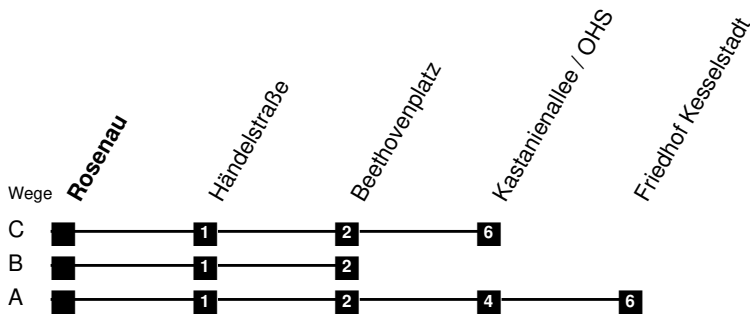 Rosenau
Händelstraße
Beethovenplatz
Kastanienallee / OHS
Friedhof Kesselstadt
Wege
C 1 2 6
B 1 2
A 1 2 4 6